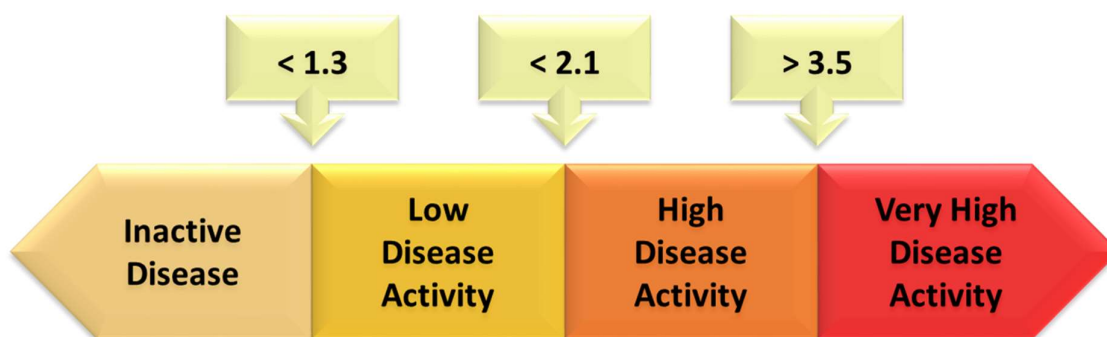 < 1.3
< 2.1
> 3.5
Inactive
Disease
Low
Disease
Activity
High
Disease
Activity
Very High
Disease
Activity